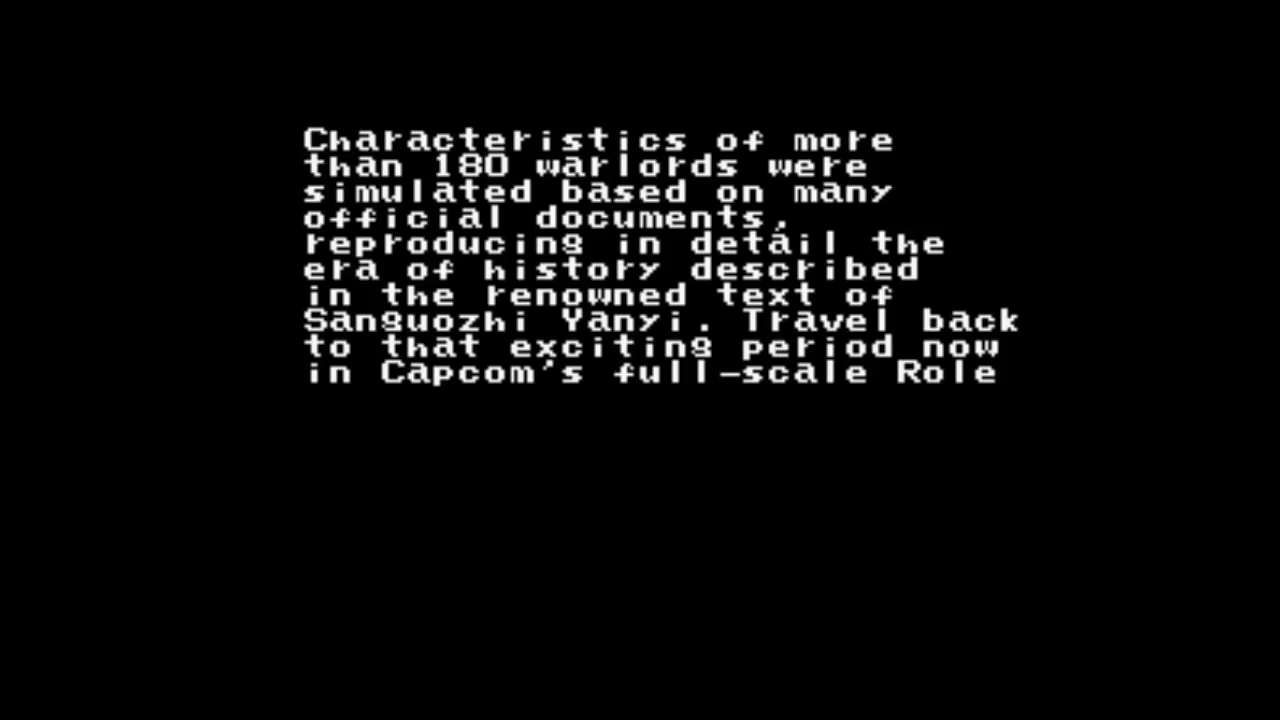 Characteristics of more
than 180 warlords were
simulated based on many
official documents,
reproducing in detail the
era of history described
in the renowned text of
Sanguozhi Yanyi. Travel back
to that exciting period now
in Capcom's full-scale Role